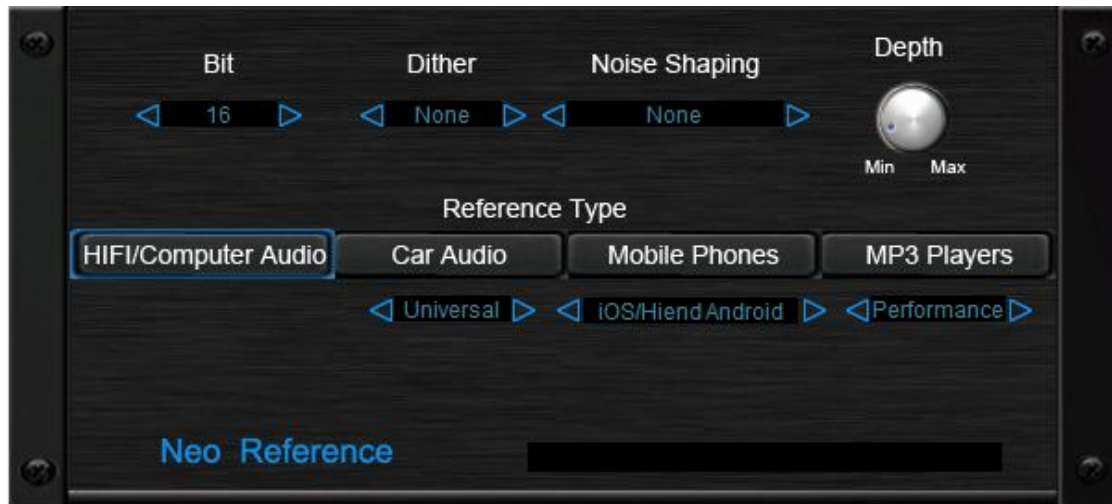 Bit Dither Noise Shaping Depth
16 None None
Min Max
Reference Type
HIFI/Computer Audio Car Audio Mobile Phones MP3 Players
Universal iOS/Hiend Android Performance
Neo Reference